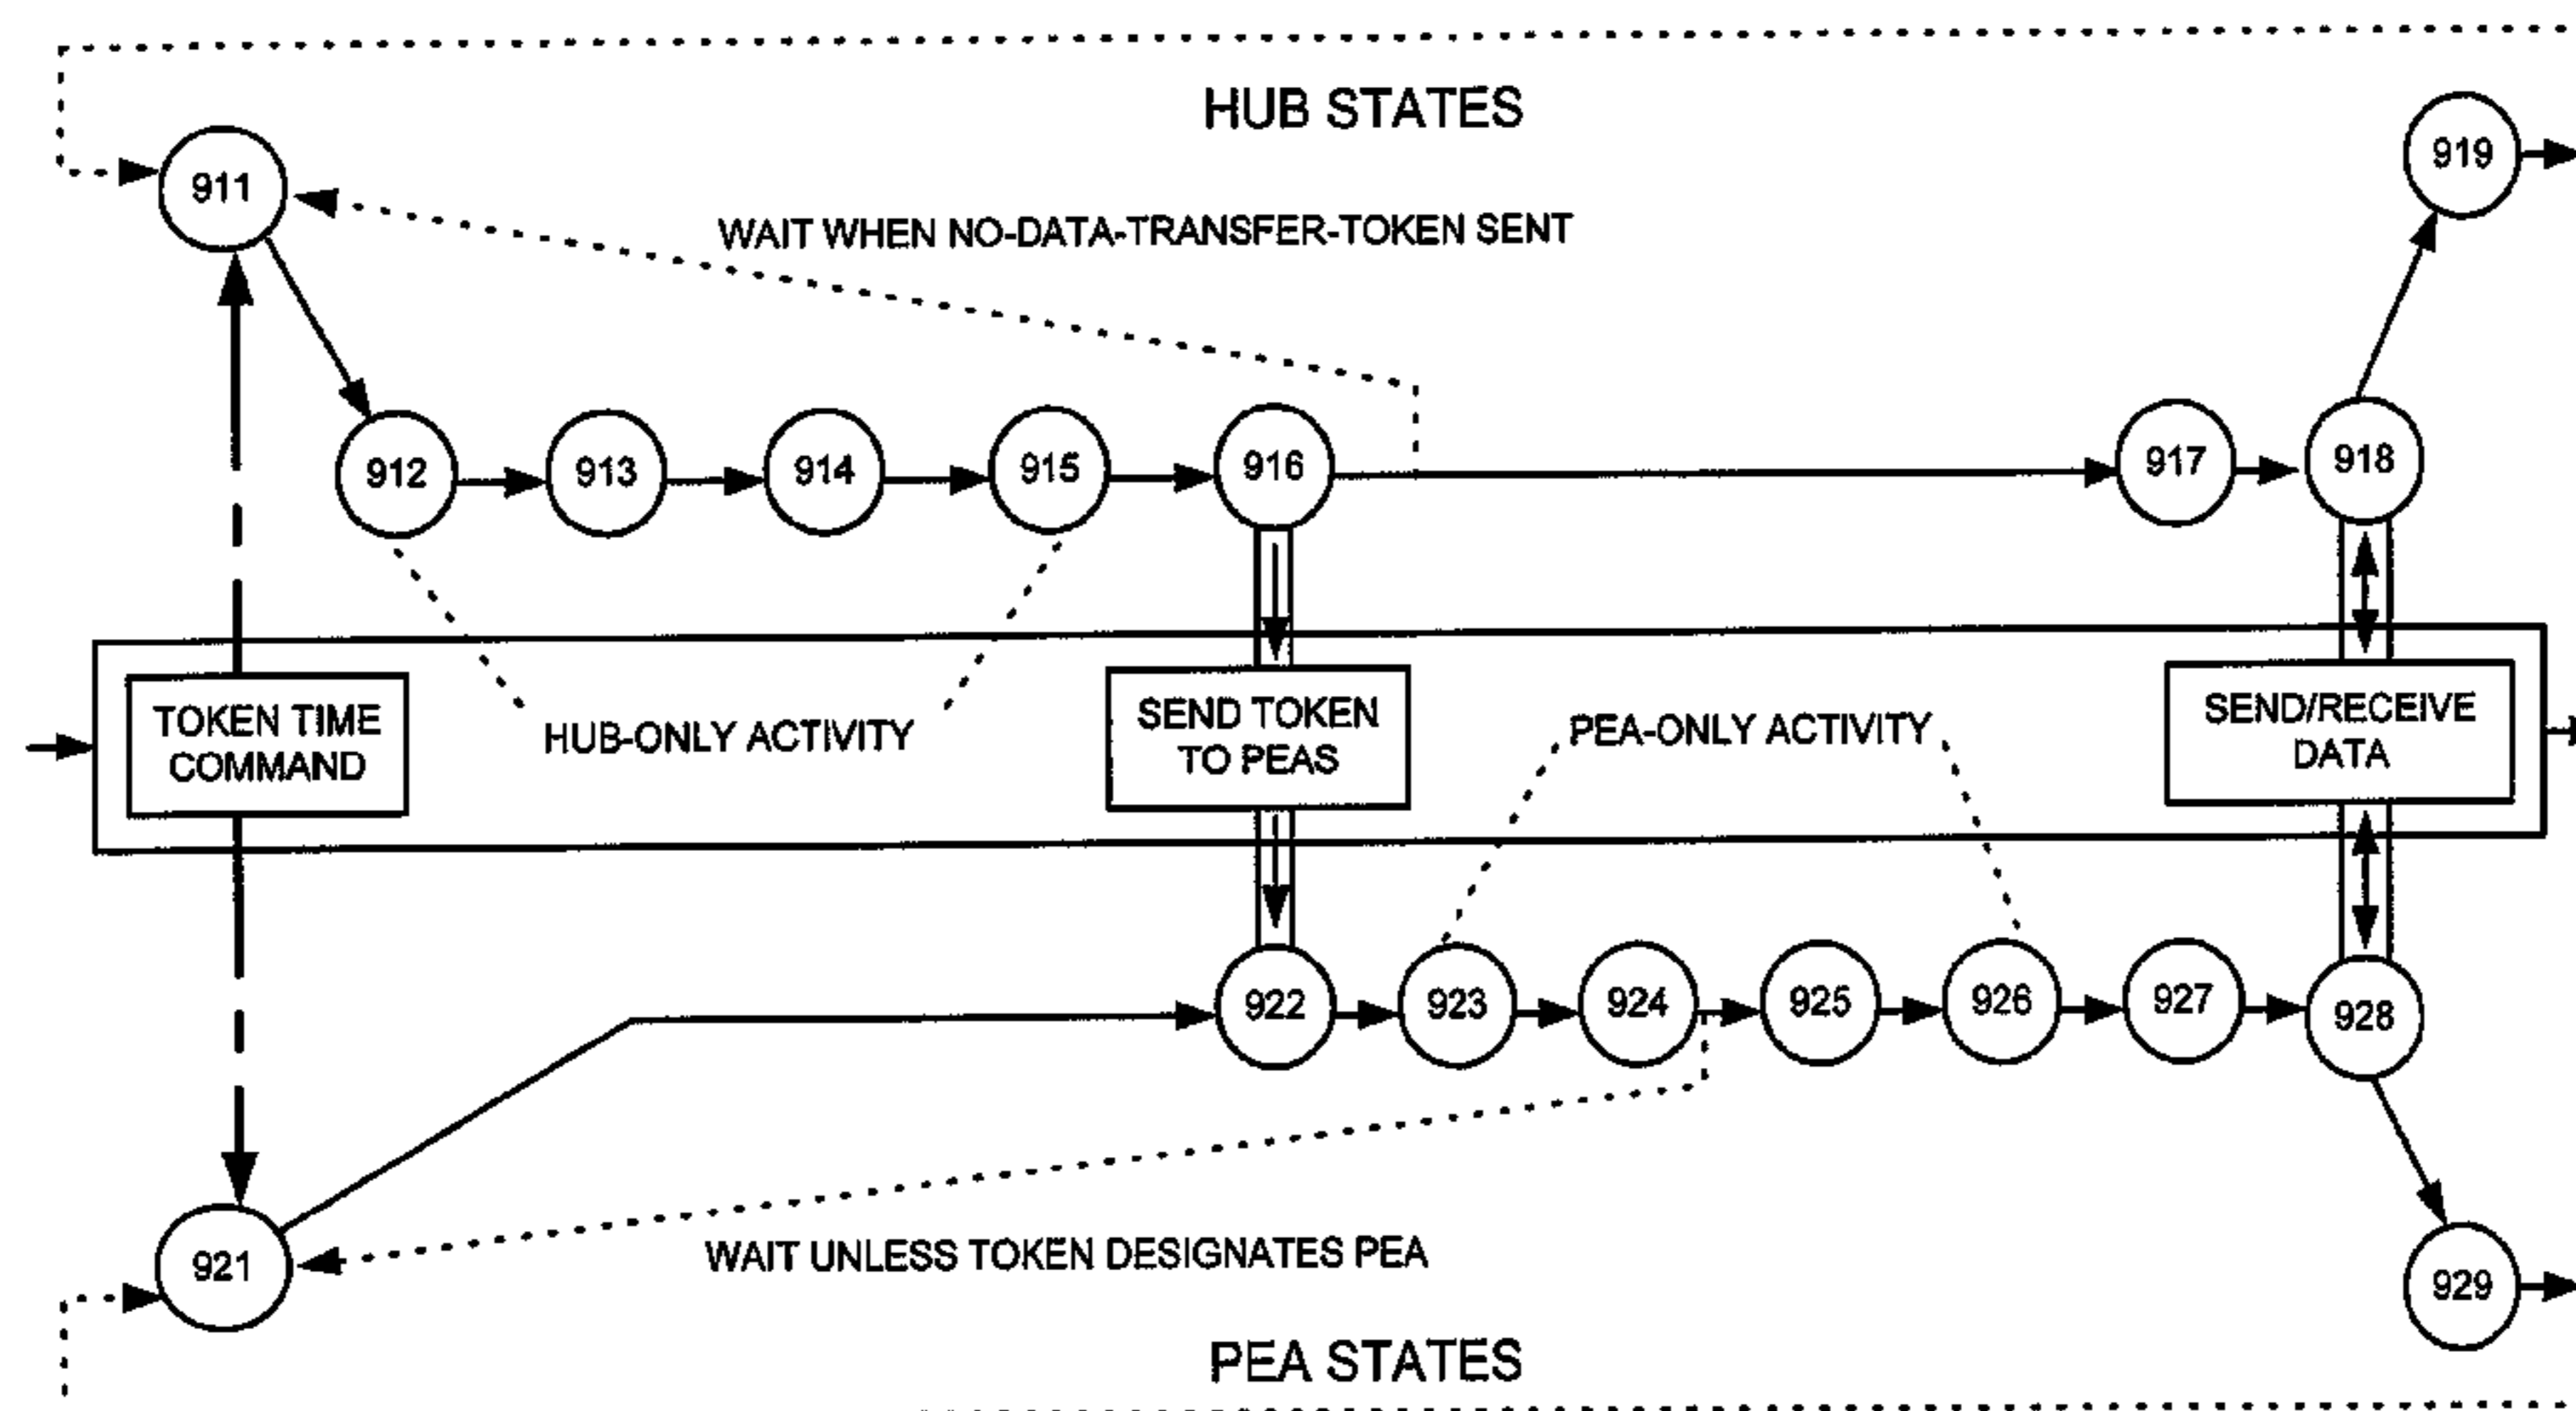 HUB STATES
919
911
WAIT WHEN NO-DATA-TRANSFER-TOKEN SENT
912
913
914
915
916
917
918
TOKEN TIME
COMMAND
HUB-ONLY ACTIVITY
SEND TOKEN
TO PEAS
PEA-ONLY ACTIVITY
SEND/RECEIVE
DATA
922
923
924
925
926
927
928
921
WAIT UNLESS TOKEN DESIGNATES PEA
929
PEA STATES